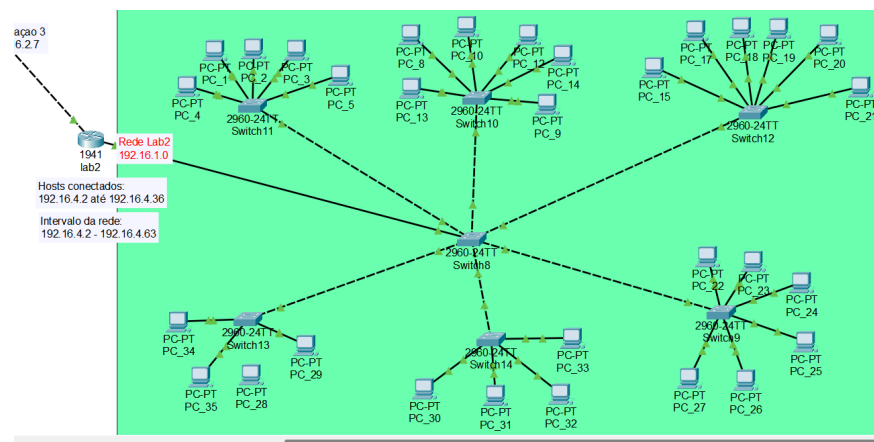 açao 3
6.2.7
1941
lab2
Rede Lab2
192.16.1.0
Hosts conectados:
192.16.4.2 até 192.16.4.36
Intervalo da rede:
192.16.4.2 - 192.16.4.63
PC-PT
PC_1
PC-PT
PC_2
PC-PT
PC_3
PC-PT
PC_4
PC-PT
PC_5
2960-24TT
Switch11
PC-PT
PC_8
PC-PT
PC_10
PC-PT
PC_12
PC-PT
PC_14
PC-PT
PC_13
PC-PT
PC_9
2960-24TT
Switch10
PC-PT
PC_17
PC-PT
PC_18
PC-PT
PC_19
PC-PT
PC_20
PC-PT
PC_15
PC-PT
PC_21
2960-24TT
Switch12
2960-24TT
Switch8
2960-24TT
Switch13
PC-PT
PC_34
PC-PT
PC_29
PC-PT
PC_35
PC-PT
PC_28
2960-24TT
Switch14
PC-PT
PC_33
PC-PT
PC_30
PC-PT
PC_31
PC-PT
PC_32
PC-PT
PC_22
PC-PT
PC_23
PC-PT
PC_24
2960-24TT
Switch9
PC-PT
PC_25
PC-PT
PC_27
PC-PT
PC_26